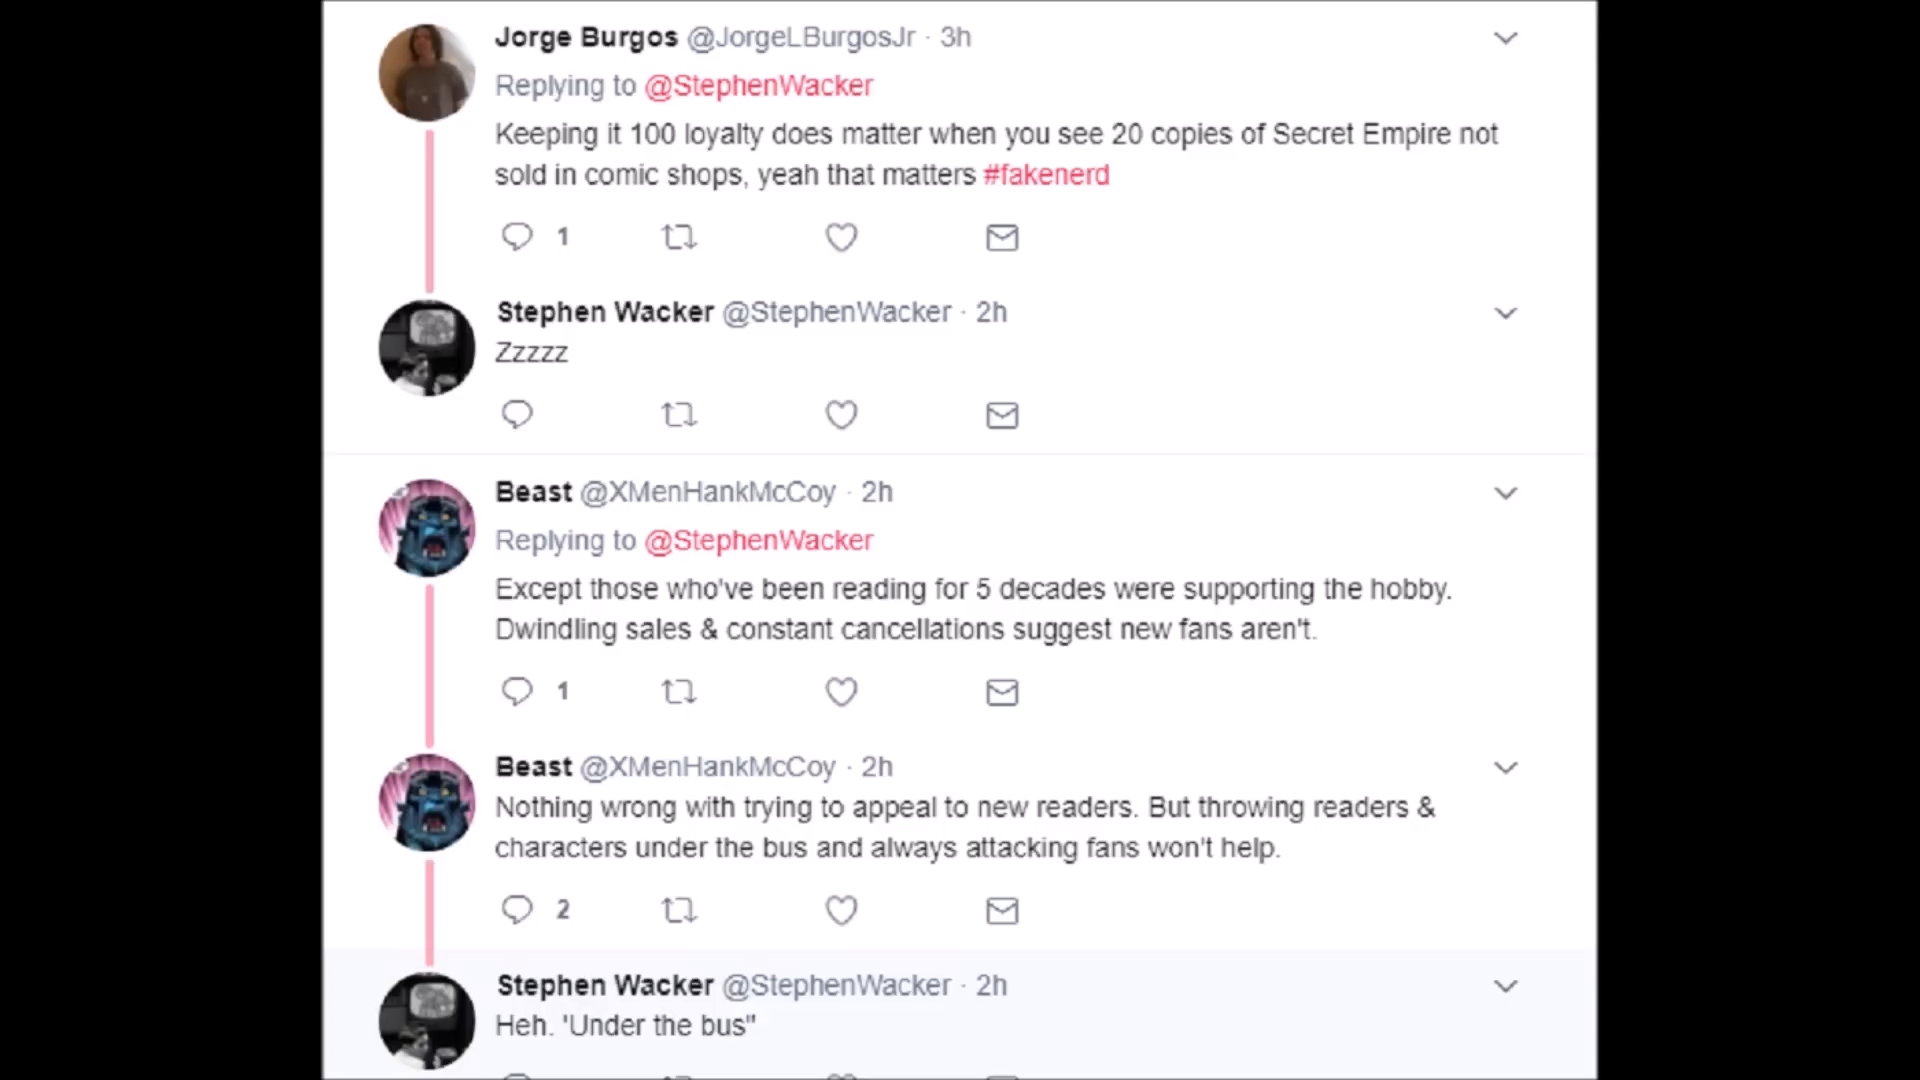 Jorge Burgos @JorgeLBurgosJr · 3h
Replying to @StephenWacker
Keeping it 100 loyalty does matter when you see 20 copies of Secret Empire not
sold in comic shops, yeah that matters #fakenerd
1
Stephen Wacker @StephenWacker · 2h
Zzzzz
Beast @XMenHankMcCoy · 2h
Replying to @StephenWacker
Except those who've been reading for 5 decades were supporting the hobby.
Dwindling sales & constant cancellations suggest new fans aren't.
1
Beast @XMenHankMcCoy · 2h
Nothing wrong with trying to appeal to new readers. But throwing readers &
characters under the bus and always attacking fans won't help.
2
Stephen Wacker @StephenWacker · 2h
Heh. 'Under the bus"